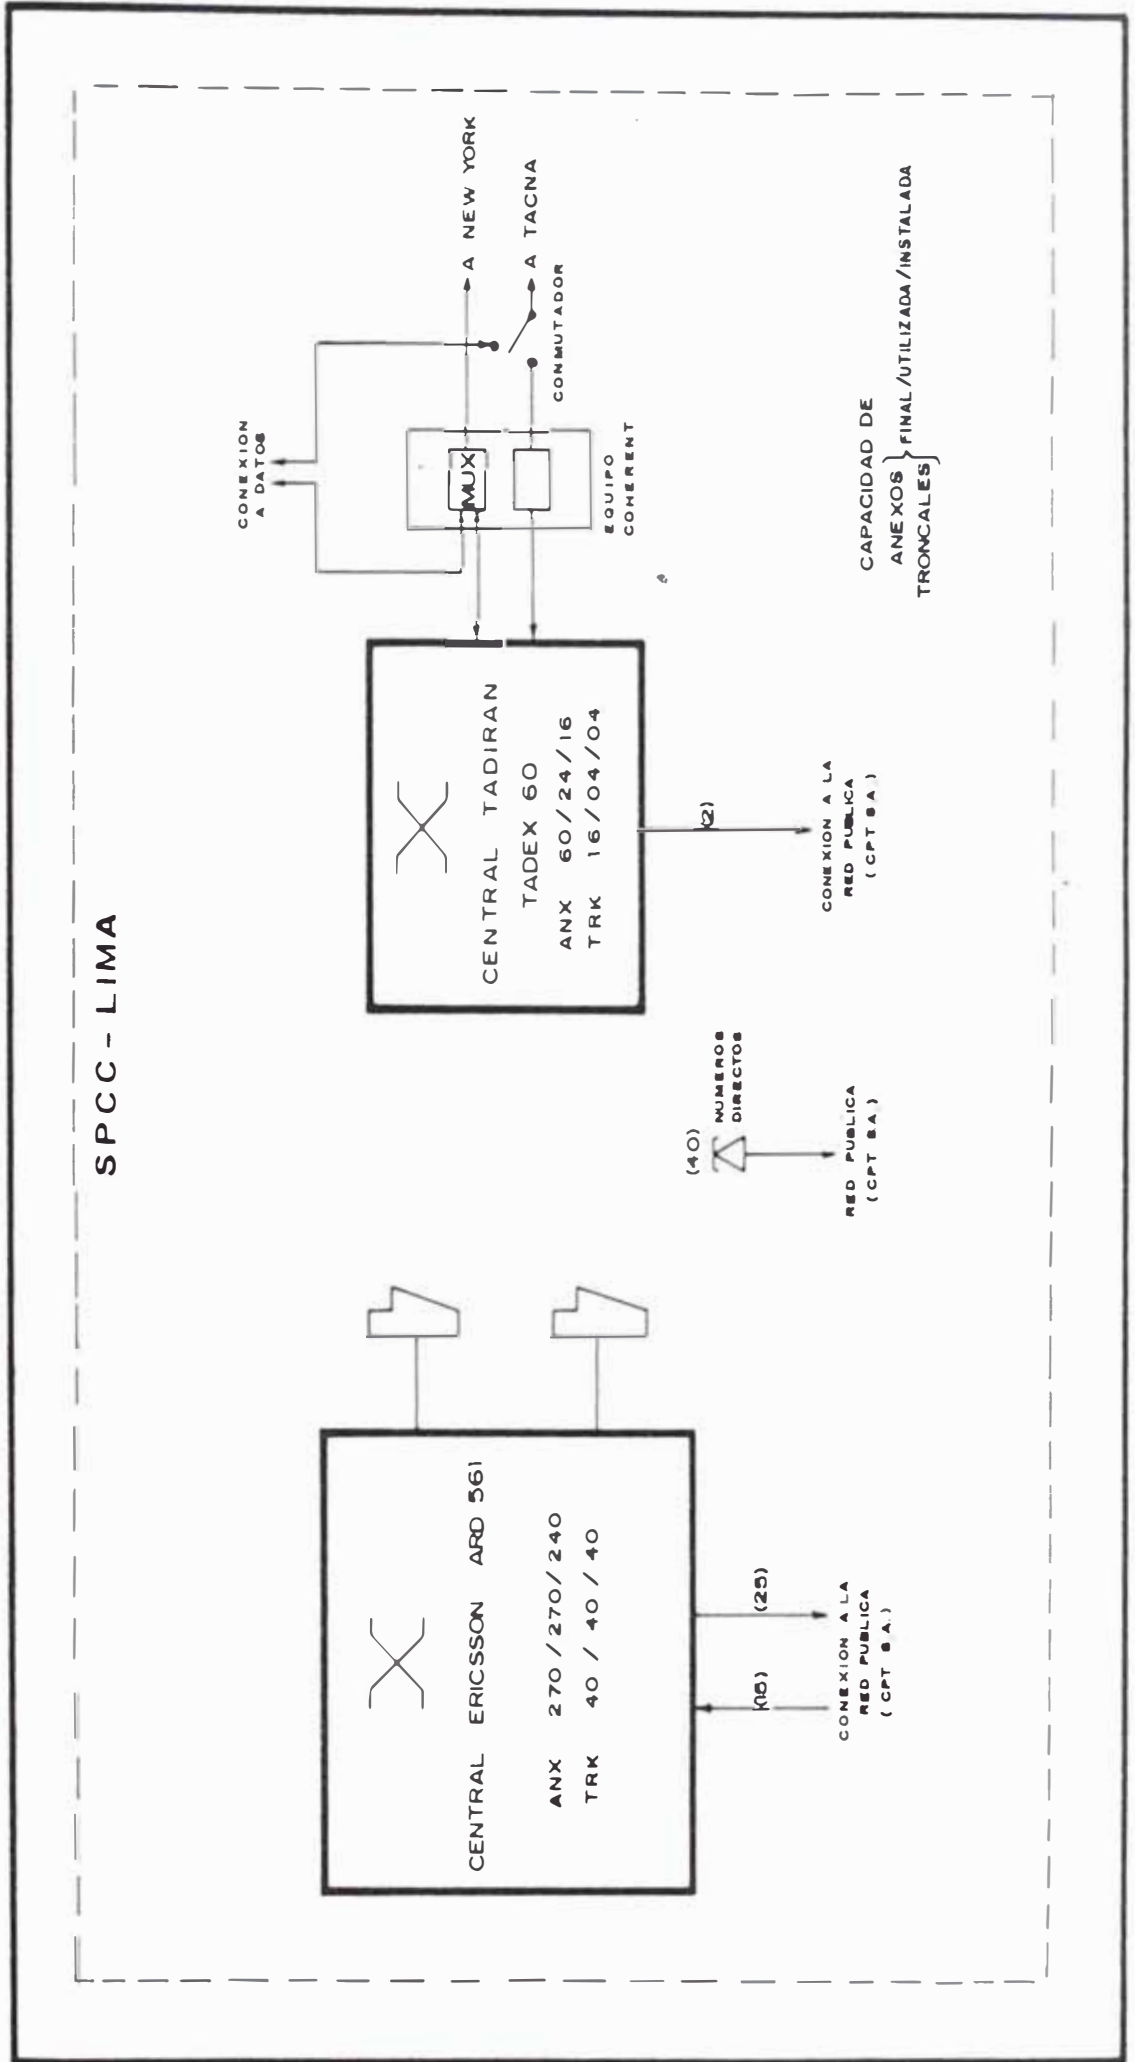 SPCC-LIMA
CENTRAL ERICSSON ARD 561
ANX 270/270/240
TRK 40/40/40
(15)
(25)
CONEXION A LA
RED PUBLICA
(CPT S.A.)
(40)
NUMEROS
DIRECTOS
RED PUBLICA
(CPT S.A.)
CENTRAL TADIRAN
TADEX 60
ANX 60/24/16
TRK 16/04/04
(2)
CONEXION A LA
RED PUBLICA
(CPT S.A.)
CONEXION
A DATOS
MUX
EQUIPO
COHERENT
CONMUTADOR
A NEW YORK
A TACNA
CAPACIDAD DE
ANEXOS } FINAL/UTILIZADA/INSTALADA
TRONCALES